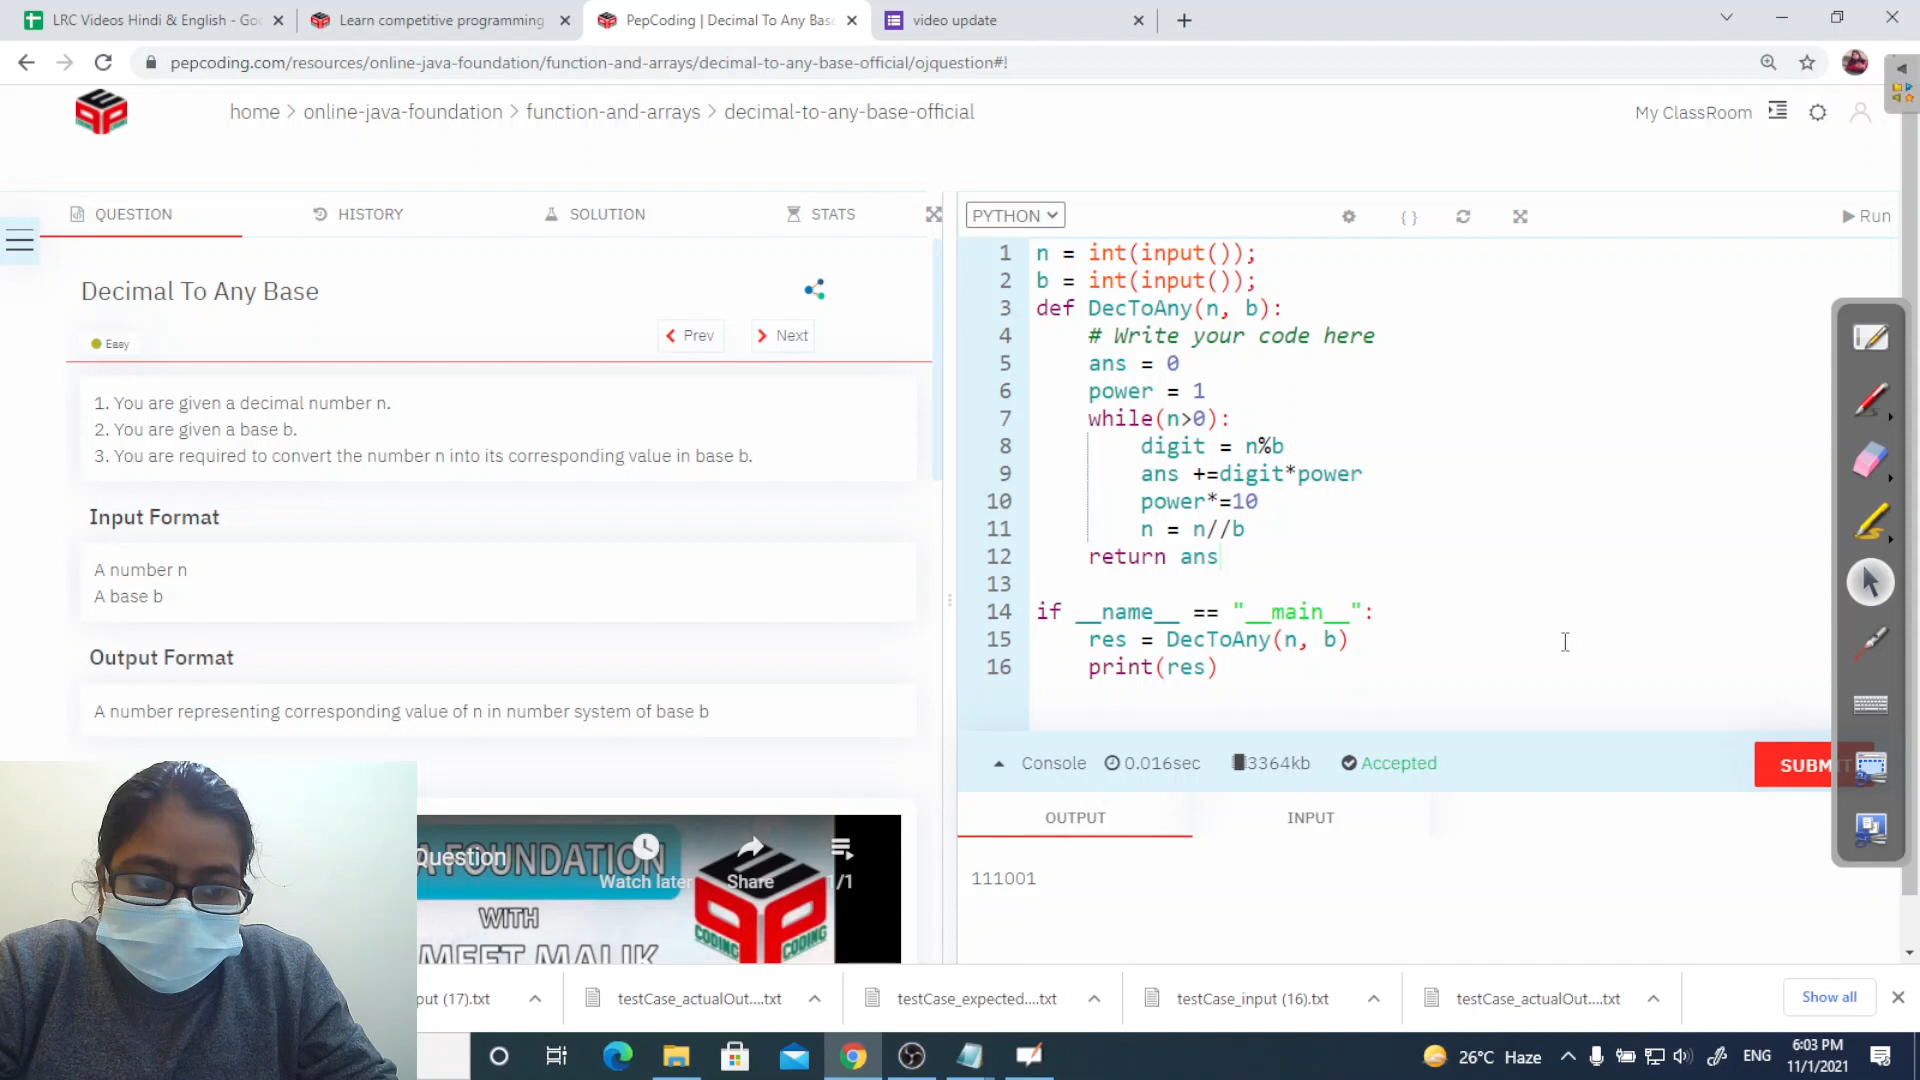 LRC Videos Hindi & English - Goo
Learn competitive programming
PepCoding | Decimal To Any Base
video update
pepcoding.com/resources/online-java-foundation/function-and-arrays/decimal-to-any-base-official/ojquestion#!
home > online-java-foundation > function-and-arrays > decimal-to-any-base-official
My ClassRoom
QUESTION
HISTORY
SOLUTION
STATS
PYTHON
Run
Decimal To Any Base
Easy
Prev
Next
1. You are given a decimal number n.
2. You are given a base b.
3. You are required to convert the number n into its corresponding value in base b.
Input Format
A number n
A base b
Output Format
A number representing corresponding value of n in number system of base b
1 n = int(input());
2 b = int(input());
3 def DecToAny(n, b):
4 # Write your code here
5 ans = 0
6 power = 1
7 while(n>0):
8 digit = n%b
9 ans +=digit*power
10 power*=10
11 n = n//b
12 return ans
13
14 if __name__ == "__main__":
15 res = DecToAny(n, b)
16 print(res)
Console
0.016sec
3364kb
Accepted
SUBM T
OUTPUT
INPUT
111001
Question
A FOUNDATION
Watch later
Share
1/1
WITH
MEET MALIK
CODING
CODING
put (17).txt
testCase_actualOut....txt
testCase_expected....txt
testCase_input (16).txt
testCase_actualOut....txt
Show all
26°C Haze
ENG
6:03 PM
11/1/2021